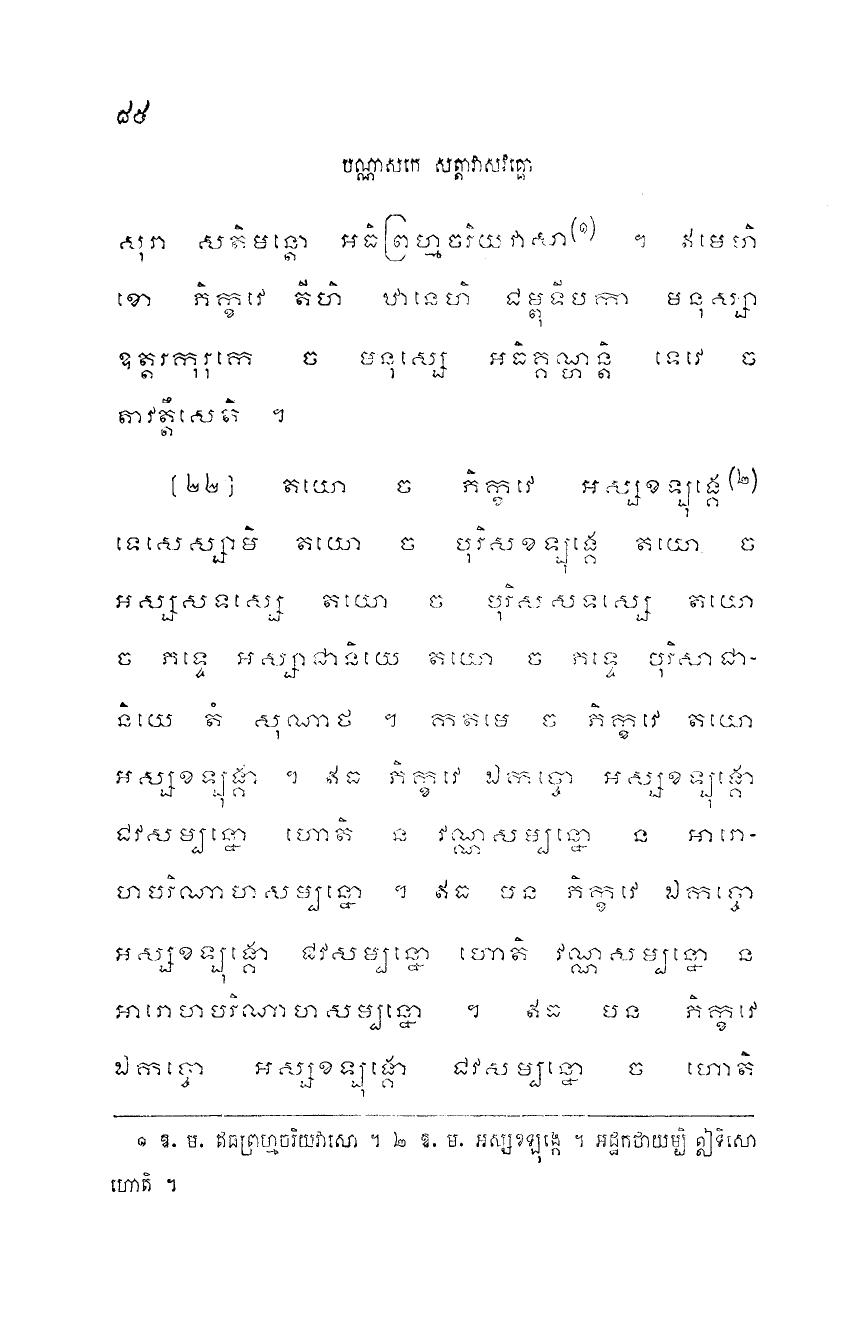 ៨៥
បណ្ណាសកេ សត្តាវាសវគ្គោ
សុរា សតិមន្តោ អធិព្រហ្មចរិយវាសា(១) ។ ឥមេហិ
ខោ ភិក្ខវេ តីហិ ឋានេហិ ជម្ពុទីបកា មនុស្សា
ឧត្តរកុរុកេ ច មនុស្សេ អធិគ្គណ្ហន្តិ ទេវេ ច
តាវត្តឹសេតិ ។
[២២] តយោ ច ភិក្ខវេ អស្សខឡុង្កេ(២)
ទេសេស្សាមិ តយោ ច បុរិសខឡុង្កេ តយោ ច
អស្សសទស្សេ តយោ ច បុរិសសទស្សេ តយោ
ច ភទ្ទេ អស្សាជានិយេ តយោ ច ភទ្ទេ បុរិសាជា-
និយេ តំ សុណាថ ។ កតមេ ច ភិក្ខវេ តយោ
អស្សខឡុង្កា ។ ឥធ ភិក្ខវេ ឯកច្ចោ អស្សខឡុង្កោ
ជវសម្បន្នោ ហោតិ ន វណ្ណសម្បន្នោ ន អារោ-
ហបរិណាហសម្បន្នោ ។ ឥធ បន ភិក្ខវេ ឯកច្ចោ
អស្សខឡុង្កោ ជវសម្បន្នោ ហោតិ វណ្ណសម្បន្នោ ន
អារោហបរិណាហសម្បន្នោ ។ ឥធ បន ភិក្ខវេ
ឯកច្ចោ អស្សខឡុង្កោ ជវសម្បន្នោ ច ហោតិ
១ ឱ. ម. ឥធព្រហ្មចរិយវាសោ ។ ២ ឱ. ម. អស្សខឡុង្កេ ។ អដ្ឋកថាយម្បិ ឦទិសោ
ហោតិ ។